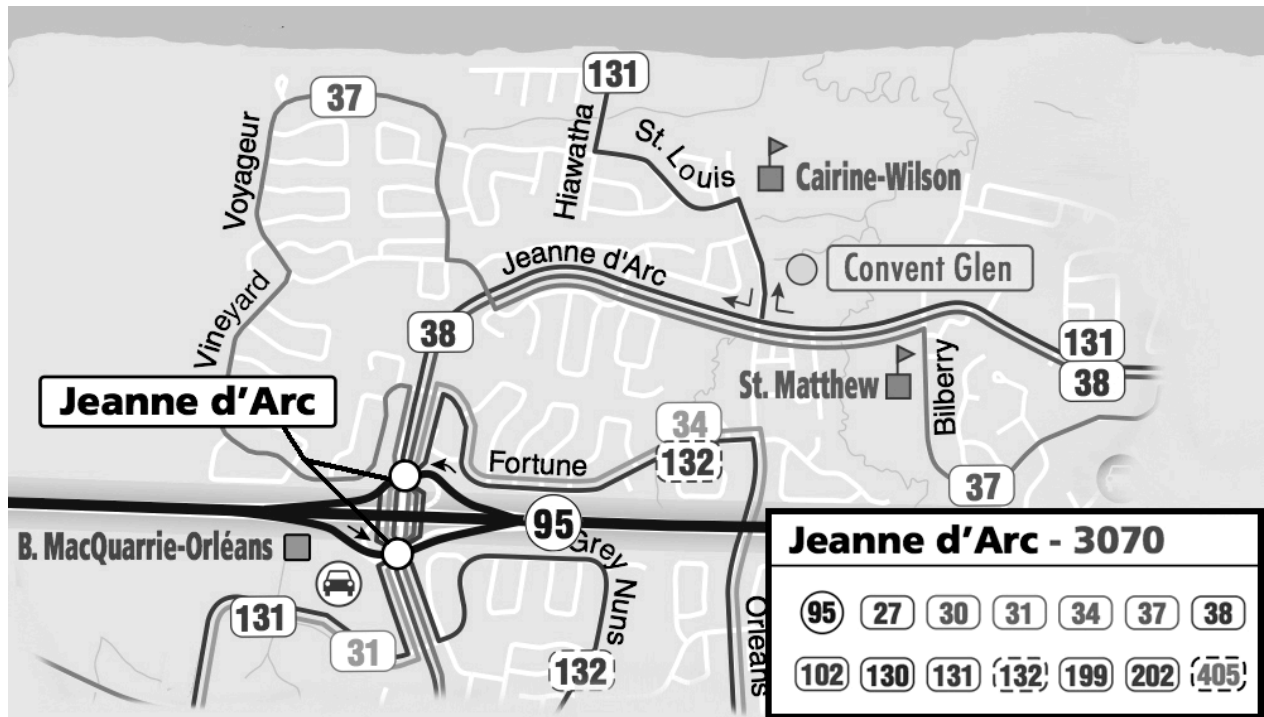 131
37
St. Louis
Cairine-Wilson
Hiawatha
Voyageur
Jeanne d'Arc
Convent Glen
Vineyard
38
131
38
St. Matthew
Bilberry
Jeanne d'Arc
34
132
Fortune
37
95
B. MacQuarrie-Orléans
Grey Nuns
131
31
132
Orleans
Jeanne d'Arc - 3070
95 27 30 31 34 37 38
102 130 131 132 199 202 405